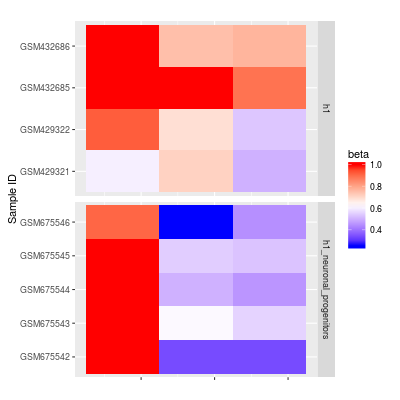 GSM432686
GSM432685
GSM429322
GSM429321
h1
Sample ID
GSM675546
GSM675545
GSM675544
GSM675543
GSM675542
h1_neuronal_progenitors
beta
1.0
0.8
0.6
0.4